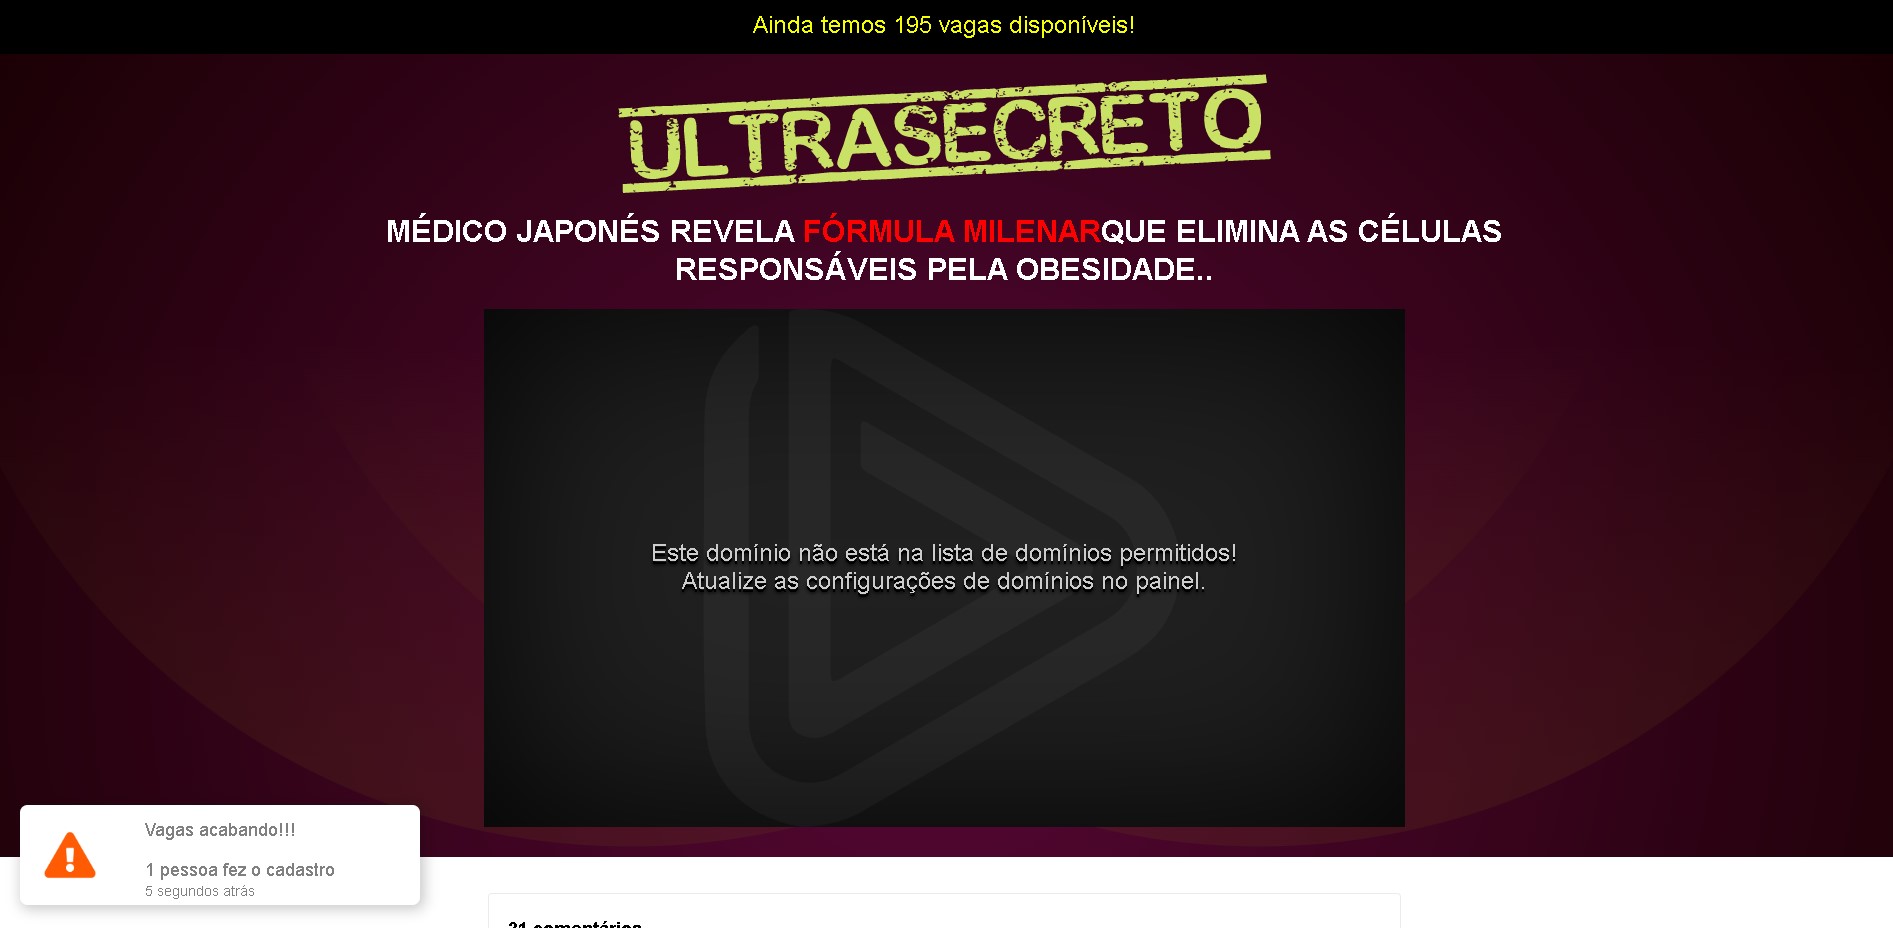 Ainda temos 195 vagas disponíveis!
ULTRASECRETO
MÉDICO JAPONÉS REVELA FÓRMULA MILENARQUE ELIMINA AS CÉLULAS
RESPONSÁVEIS PELA OBESIDADE..
Este domínio não está na lista de domínios permitidos!
Atualize as configurações de domínios no painel.
Vagas acabando!!!
1 pessoa fez o cadastro
5 segundos atrás
21 comentários